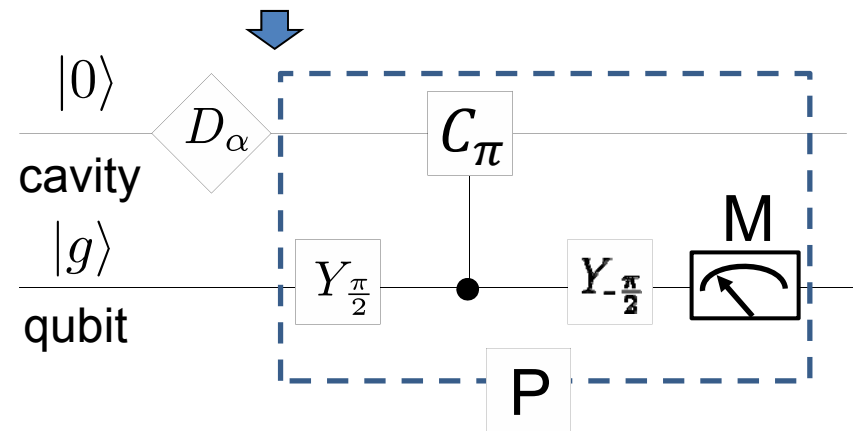 |0⟩
D_α
C_π
cavity
|g⟩
Y_{π/2}
Y_{-π/2}
M
qubit
P